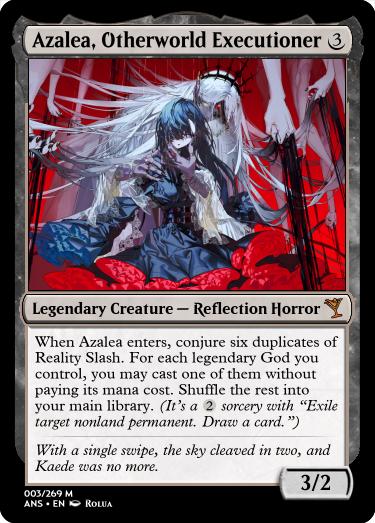 Azalea, Otherworld Executioner 3
Legendary Creature — Reflection Horror
When Azalea enters, conjure six duplicates of
Reality Slash. For each legendary God you
control, you may cast one of them without
paying its mana cost. Shuffle the rest into
your main library. (It's a 2 sorcery with "Exile
target nonland permanent. Draw a card.")
With a single swipe, the sky cleaved in two, and
Kaede was no more.
3/2
003/269 M
ANS • EN Rolua